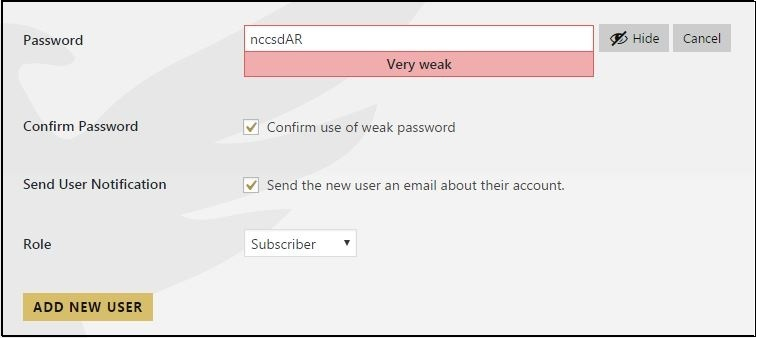 Password nccsdAR Hide Cancel
Very weak
Confirm Password Confirm use of weak password
Send User Notification Send the new user an email about their account.
Role Subscriber
ADD NEW USER